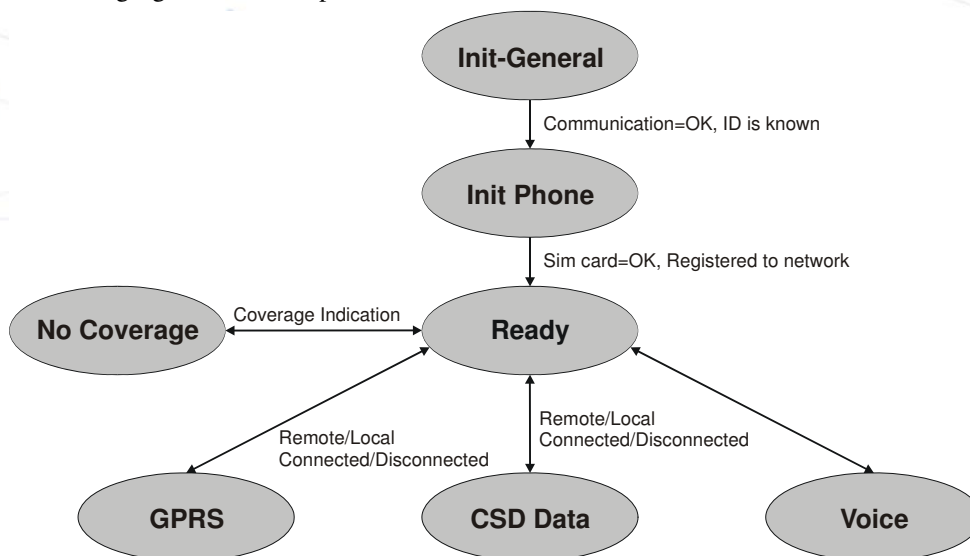 Init-General
Communication=OK, ID is known
Init Phone
Sim card=OK, Registered to network
Coverage Indication
No Coverage
Ready
Remote/Local
Connected/Disconnected
Remote/Local
Connected/Disconnected
GPRS
CSD Data
Voice